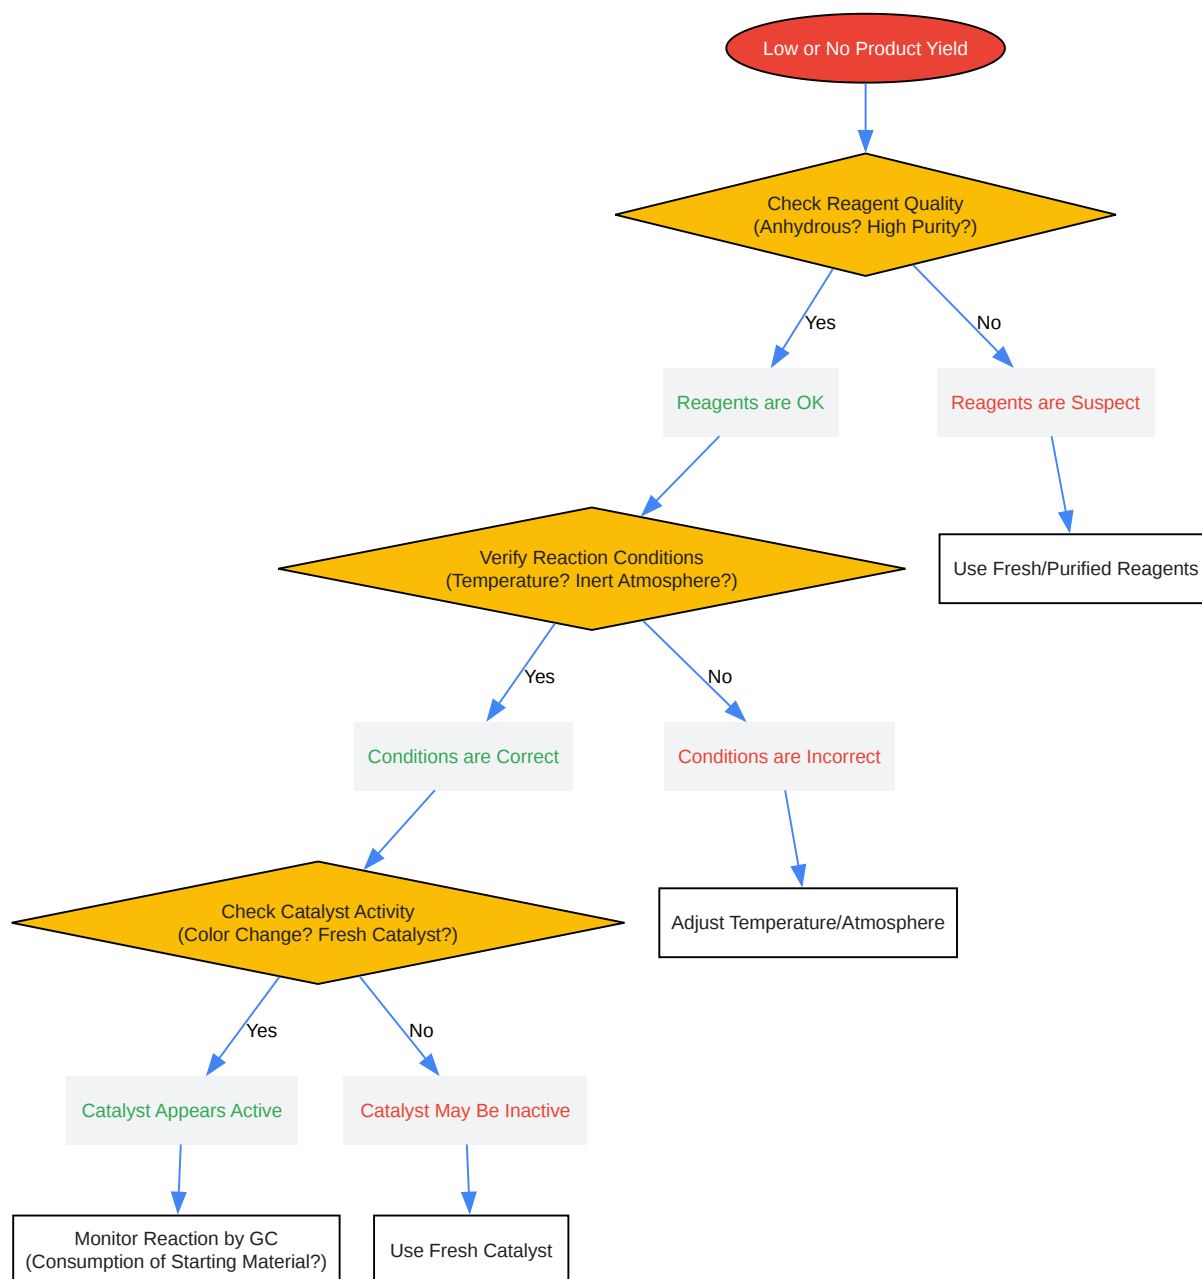 Low or No Product Yield
Check Reagent Quality
(Anhydrous? High Purity?)
Yes
No
Reagents are OK
Reagents are Suspect
Verify Reaction Conditions
(Temperature? Inert Atmosphere?)
Use Fresh/Purified Reagents
Yes
No
Conditions are Correct
Conditions are Incorrect
Check Catalyst Activity
(Color Change? Fresh Catalyst?)
Adjust Temperature/Atmosphere
Yes
No
Catalyst Appears Active
Catalyst May Be Inactive
Monitor Reaction by GC
(Consumption of Starting Material?)
Use Fresh Catalyst